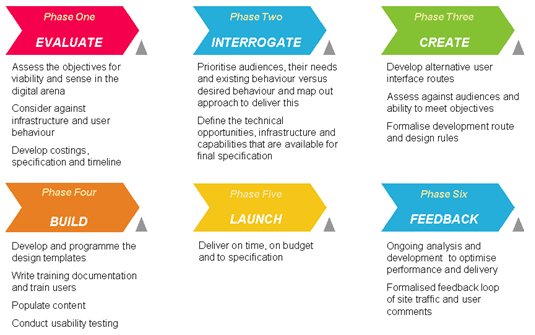 Phase One
EVALUATE
Assess the objectives for
viability and sense in the
digital arena
Consider against
infrastructure and user
behaviour
Develop costings,
specification and timeline
Phase Two
INTERROGATE
Prioritise audiences, their needs
and existing behaviour versus
desired behaviour and map out
approach to deliver this
Define the technical
opportunities, infrastructure and
capabilities that are available for
final specification
Phase Three
CREATE
Develop alternative user
interface routes
Assess against audiences and
ability to meet objectives
Formalise development route
and design rules
Phase Four
BUILD
Develop and programme the
design templates
Write training documentation
and train users
Populate content
Conduct usability testing
Phase Five
LAUNCH
Deliver on time, on budget
and to specification
Phase Six
FEEDBACK
Ongoing analysis and
development to optimise
performance and delivery
Formalised feedback loop
of site traffic and user
comments